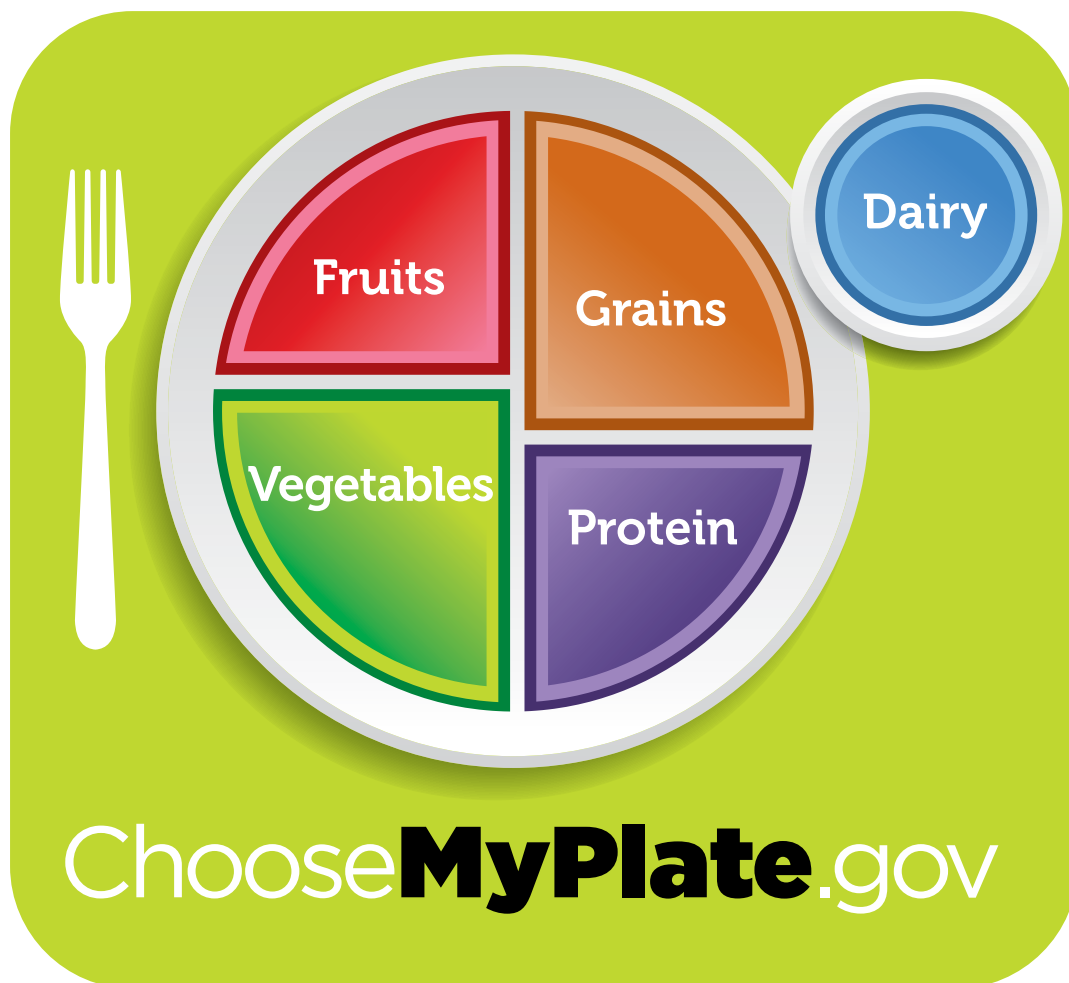 Fruits
Grains
Dairy
Vegetables
Protein
ChooseMyPlate.gov